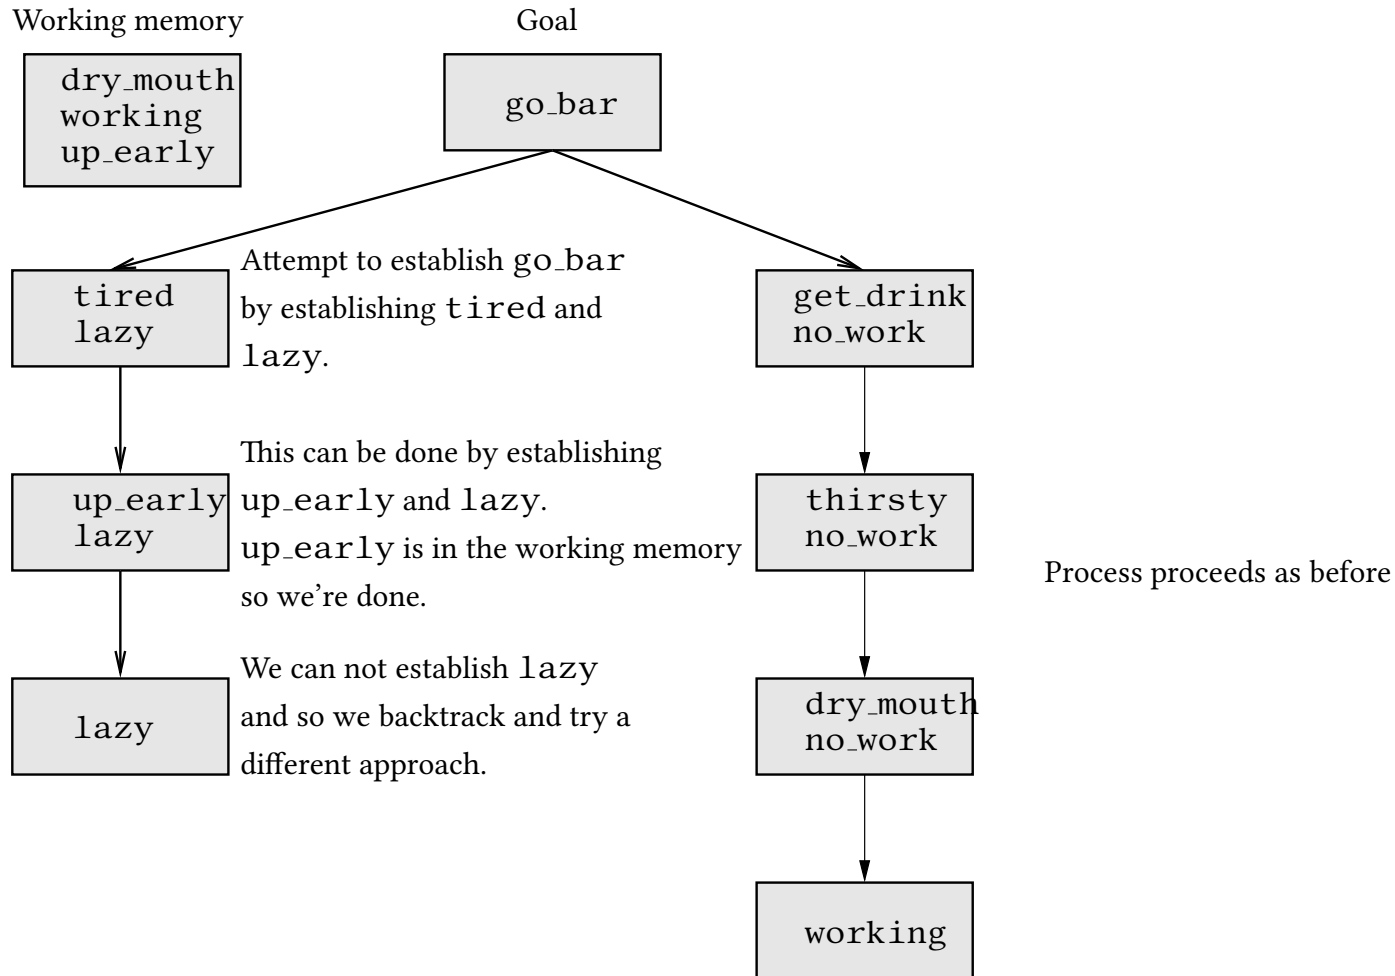 Working memory
Goal
dry_mouth
working
up_early
go_bar
tired
lazy
Attempt to establish go_bar
by establishing tired and
lazy.
get_drink
no_work
up_early
lazy
This can be done by establishing
up_early and lazy.
up_early is in the working memory
so we're done.
thirsty
no_work
Process proceeds as before
lazy
We can not establish lazy
and so we backtrack and try a
different approach.
dry_mouth
no_work
working